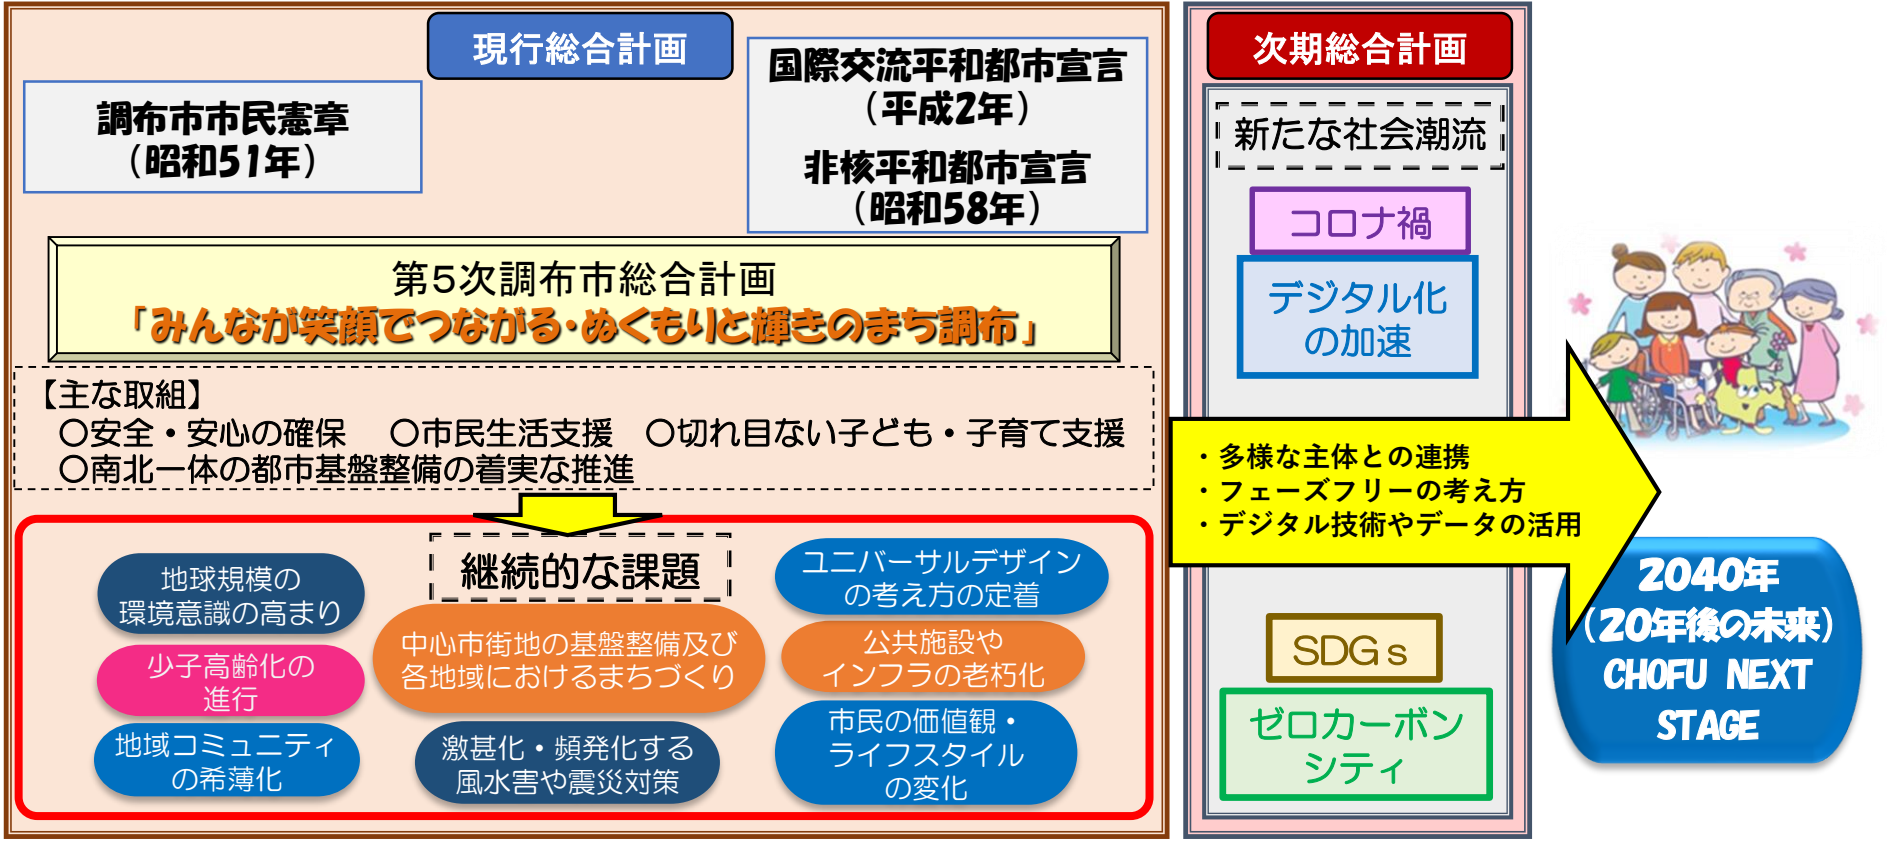 現行総合計画
調布市市民憲章
（昭和51年）
国際交流平和都市宣言
（平成2年）
非核平和都市宣言
（昭和58年）
第5次調布市総合計画
「みんなが笑顔でつながる・ぬくもりと輝きのまち調布」
【主な取組】
〇安全・安心の確保　〇市民生活支援　〇切れ目ない子ども・子育て支援
〇南北一体の都市基盤整備の着実な推進
継続的な課題
地球規模の
環境意識の高まり
少子高齢化の
進行
地域コミュニティ
の希薄化
中心市街地の基盤整備及び
各地域におけるまちづくり
激甚化・頻発化する
風水害や震災対策
ユニバーサルデザイン
の考え方の定着
公共施設や
インフラの老朽化
市民の価値観・
ライフスタイル
の変化
次期総合計画
新たな社会潮流
コロナ禍
デジタル化
の加速
・多様な主体との連携
・フェーズフリーの考え方
・デジタル技術やデータの活用
SDGs
ゼロカーボン
シティ
2040年
（20年後の未来）
CHOFU NEXT
STAGE